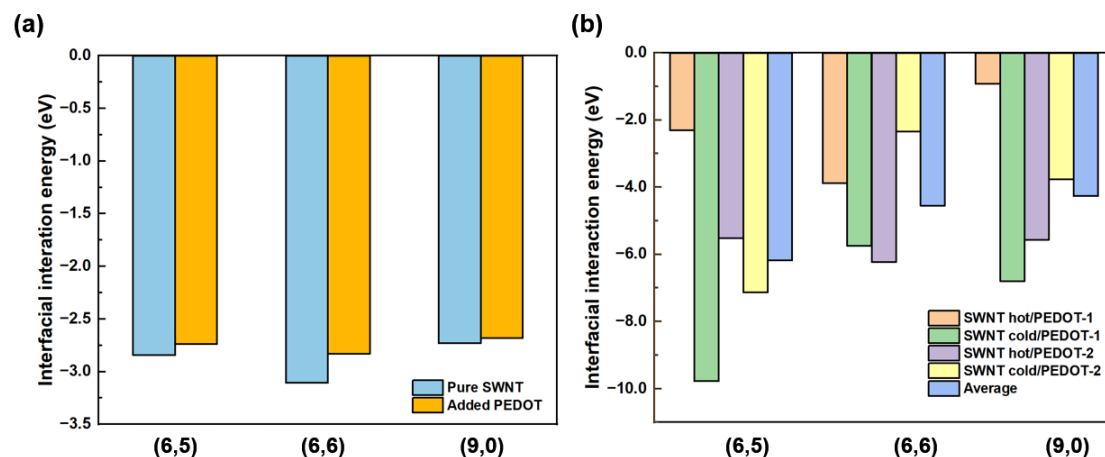 (a)
Interfacial interation energy (eV)
0.0
−0.5
−1.0
−1.5
−2.0
−2.5
−3.0
−3.5
Pure SWNT
Added PEDOT
(6,5) (6,6) (9,0)
(b)
Interfacial interaction energy (eV)
0.0
−2.0
−4.0
−6.0
−8.0
−10.0
SWNT hot/PEDOT-1
SWNT cold/PEDOT-1
SWNT hot/PEDOT-2
SWNT cold/PEDOT-2
Average
(6,5) (6,6) (9,0)